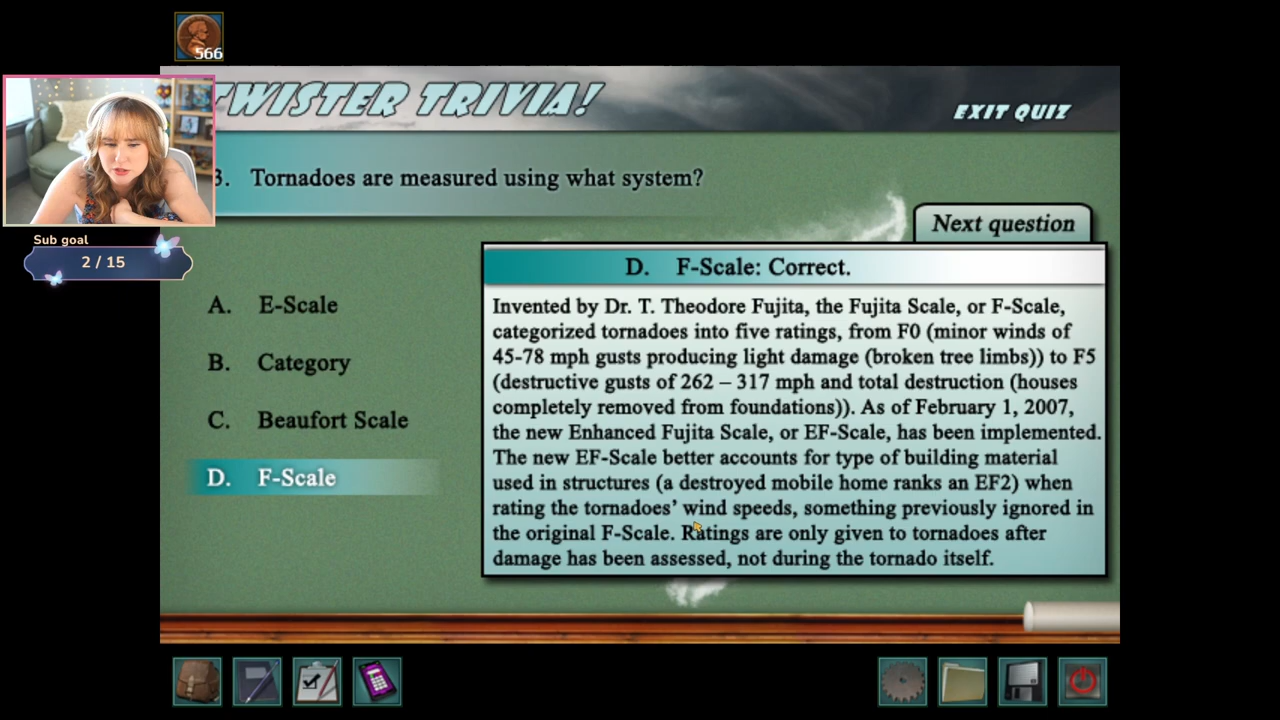 566
TWISTER TRIVIA!
EXIT QUIZ
3. Tornadoes are measured using what system?
Next question
Sub goal
2 / 15
D. F-Scale: Correct.
A. E-Scale
B. Category
C. Beaufort Scale
D. F-Scale
Invented by Dr. T. Theodore Fujita, the Fujita Scale, or F-Scale,
categorized tornadoes into five ratings, from F0 (minor winds of
45-78 mph gusts producing light damage (broken tree limbs)) to F5
(destructive gusts of 262 – 317 mph and total destruction (houses
completely removed from foundations)). As of February 1, 2007,
the new Enhanced Fujita Scale, or EF-Scale, has been implemented.
The new EF-Scale better accounts for type of building material
used in structures (a destroyed mobile home ranks an EF2) when
rating the tornadoes’ wind speeds, something previously ignored in
the original F-Scale. Ratings are only given to tornadoes after
damage has been assessed, not during the tornado itself.